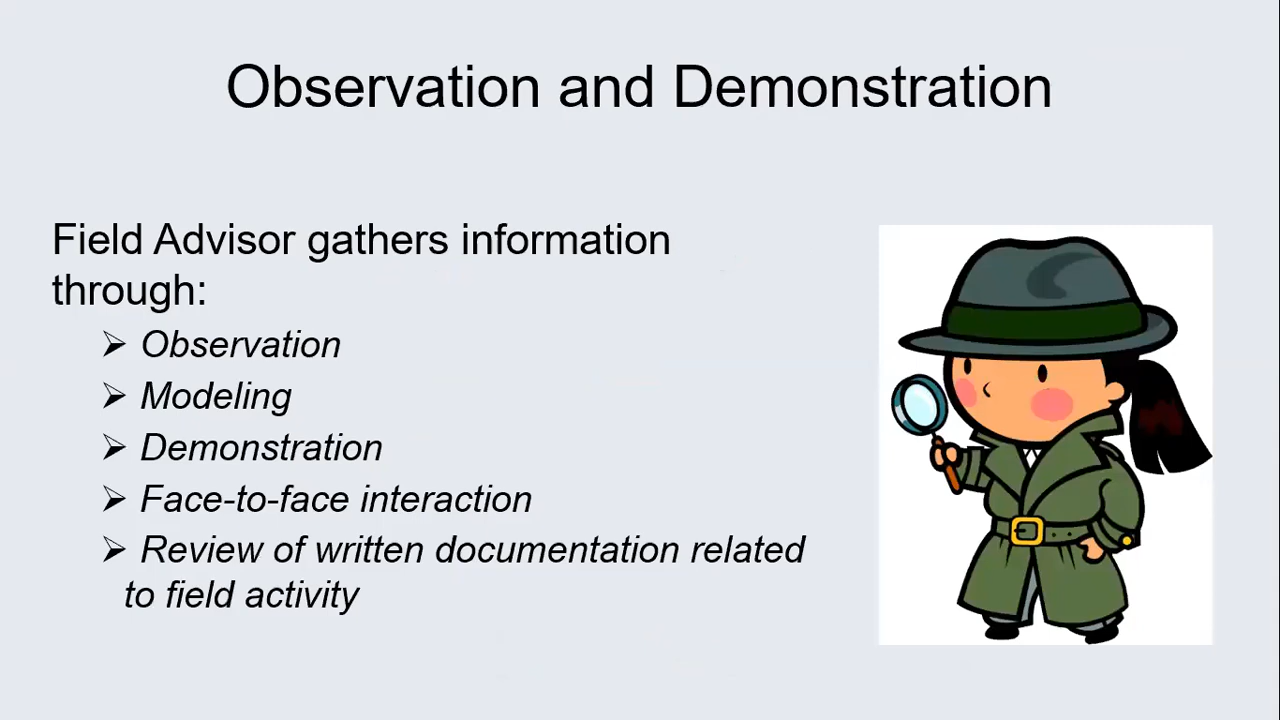 Observation and Demonstration
Field Advisor gathers information
through:
➢ Observation
➢ Modeling
➢ Demonstration
➢ Face-to-face interaction
➢ Review of written documentation related
to field activity